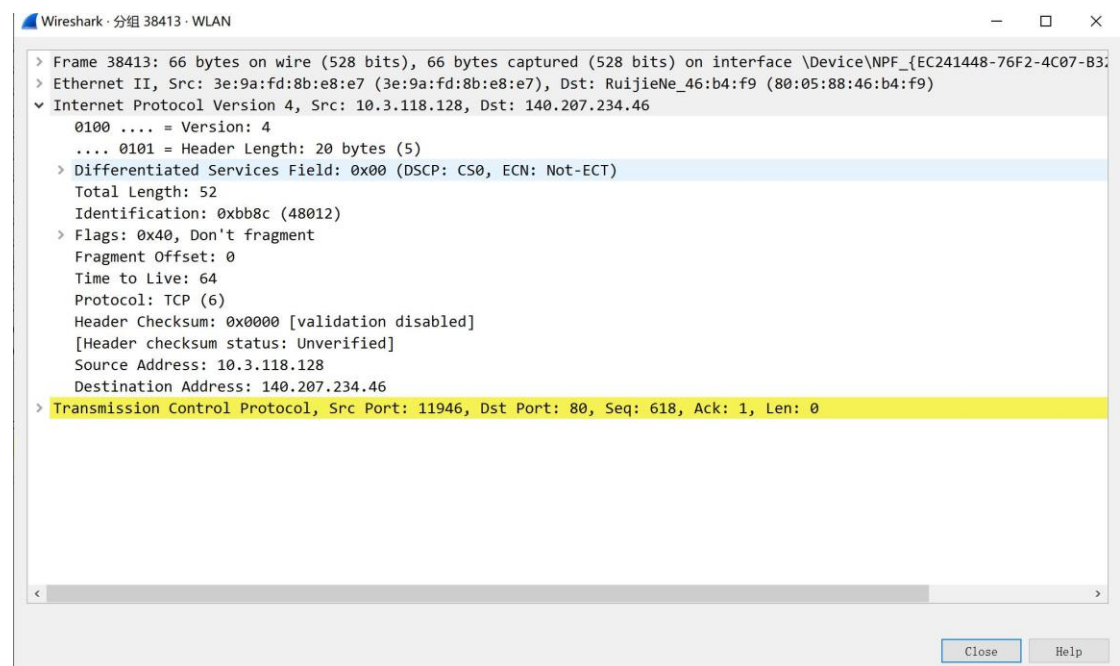 Wireshark · 分组 38413 · WLAN
Frame 38413: 66 bytes on wire (528 bits), 66 bytes captured (528 bits) on interface \Device\NPF_{EC241448-76F2-4C07-B3
Ethernet II, Src: 3e:9a:fd:8b:e8:e7 (3e:9a:fd:8b:e8:e7), Dst: RuijieNe_46:b4:f9 (80:05:88:46:b4:f9)
Internet Protocol Version 4, Src: 10.3.118.128, Dst: 140.207.234.46
0100 .... = Version: 4
.... 0101 = Header Length: 20 bytes (5)
Differentiated Services Field: 0x00 (DSCP: CS0, ECN: Not-ECT)
Total Length: 52
Identification: 0xbb8c (48012)
Flags: 0x40, Don't fragment
Fragment Offset: 0
Time to Live: 64
Protocol: TCP (6)
Header Checksum: 0x0000 [validation disabled]
[Header checksum status: Unverified]
Source Address: 10.3.118.128
Destination Address: 140.207.234.46
Transmission Control Protocol, Src Port: 11946, Dst Port: 80, Seq: 618, Ack: 1, Len: 0
Close Help